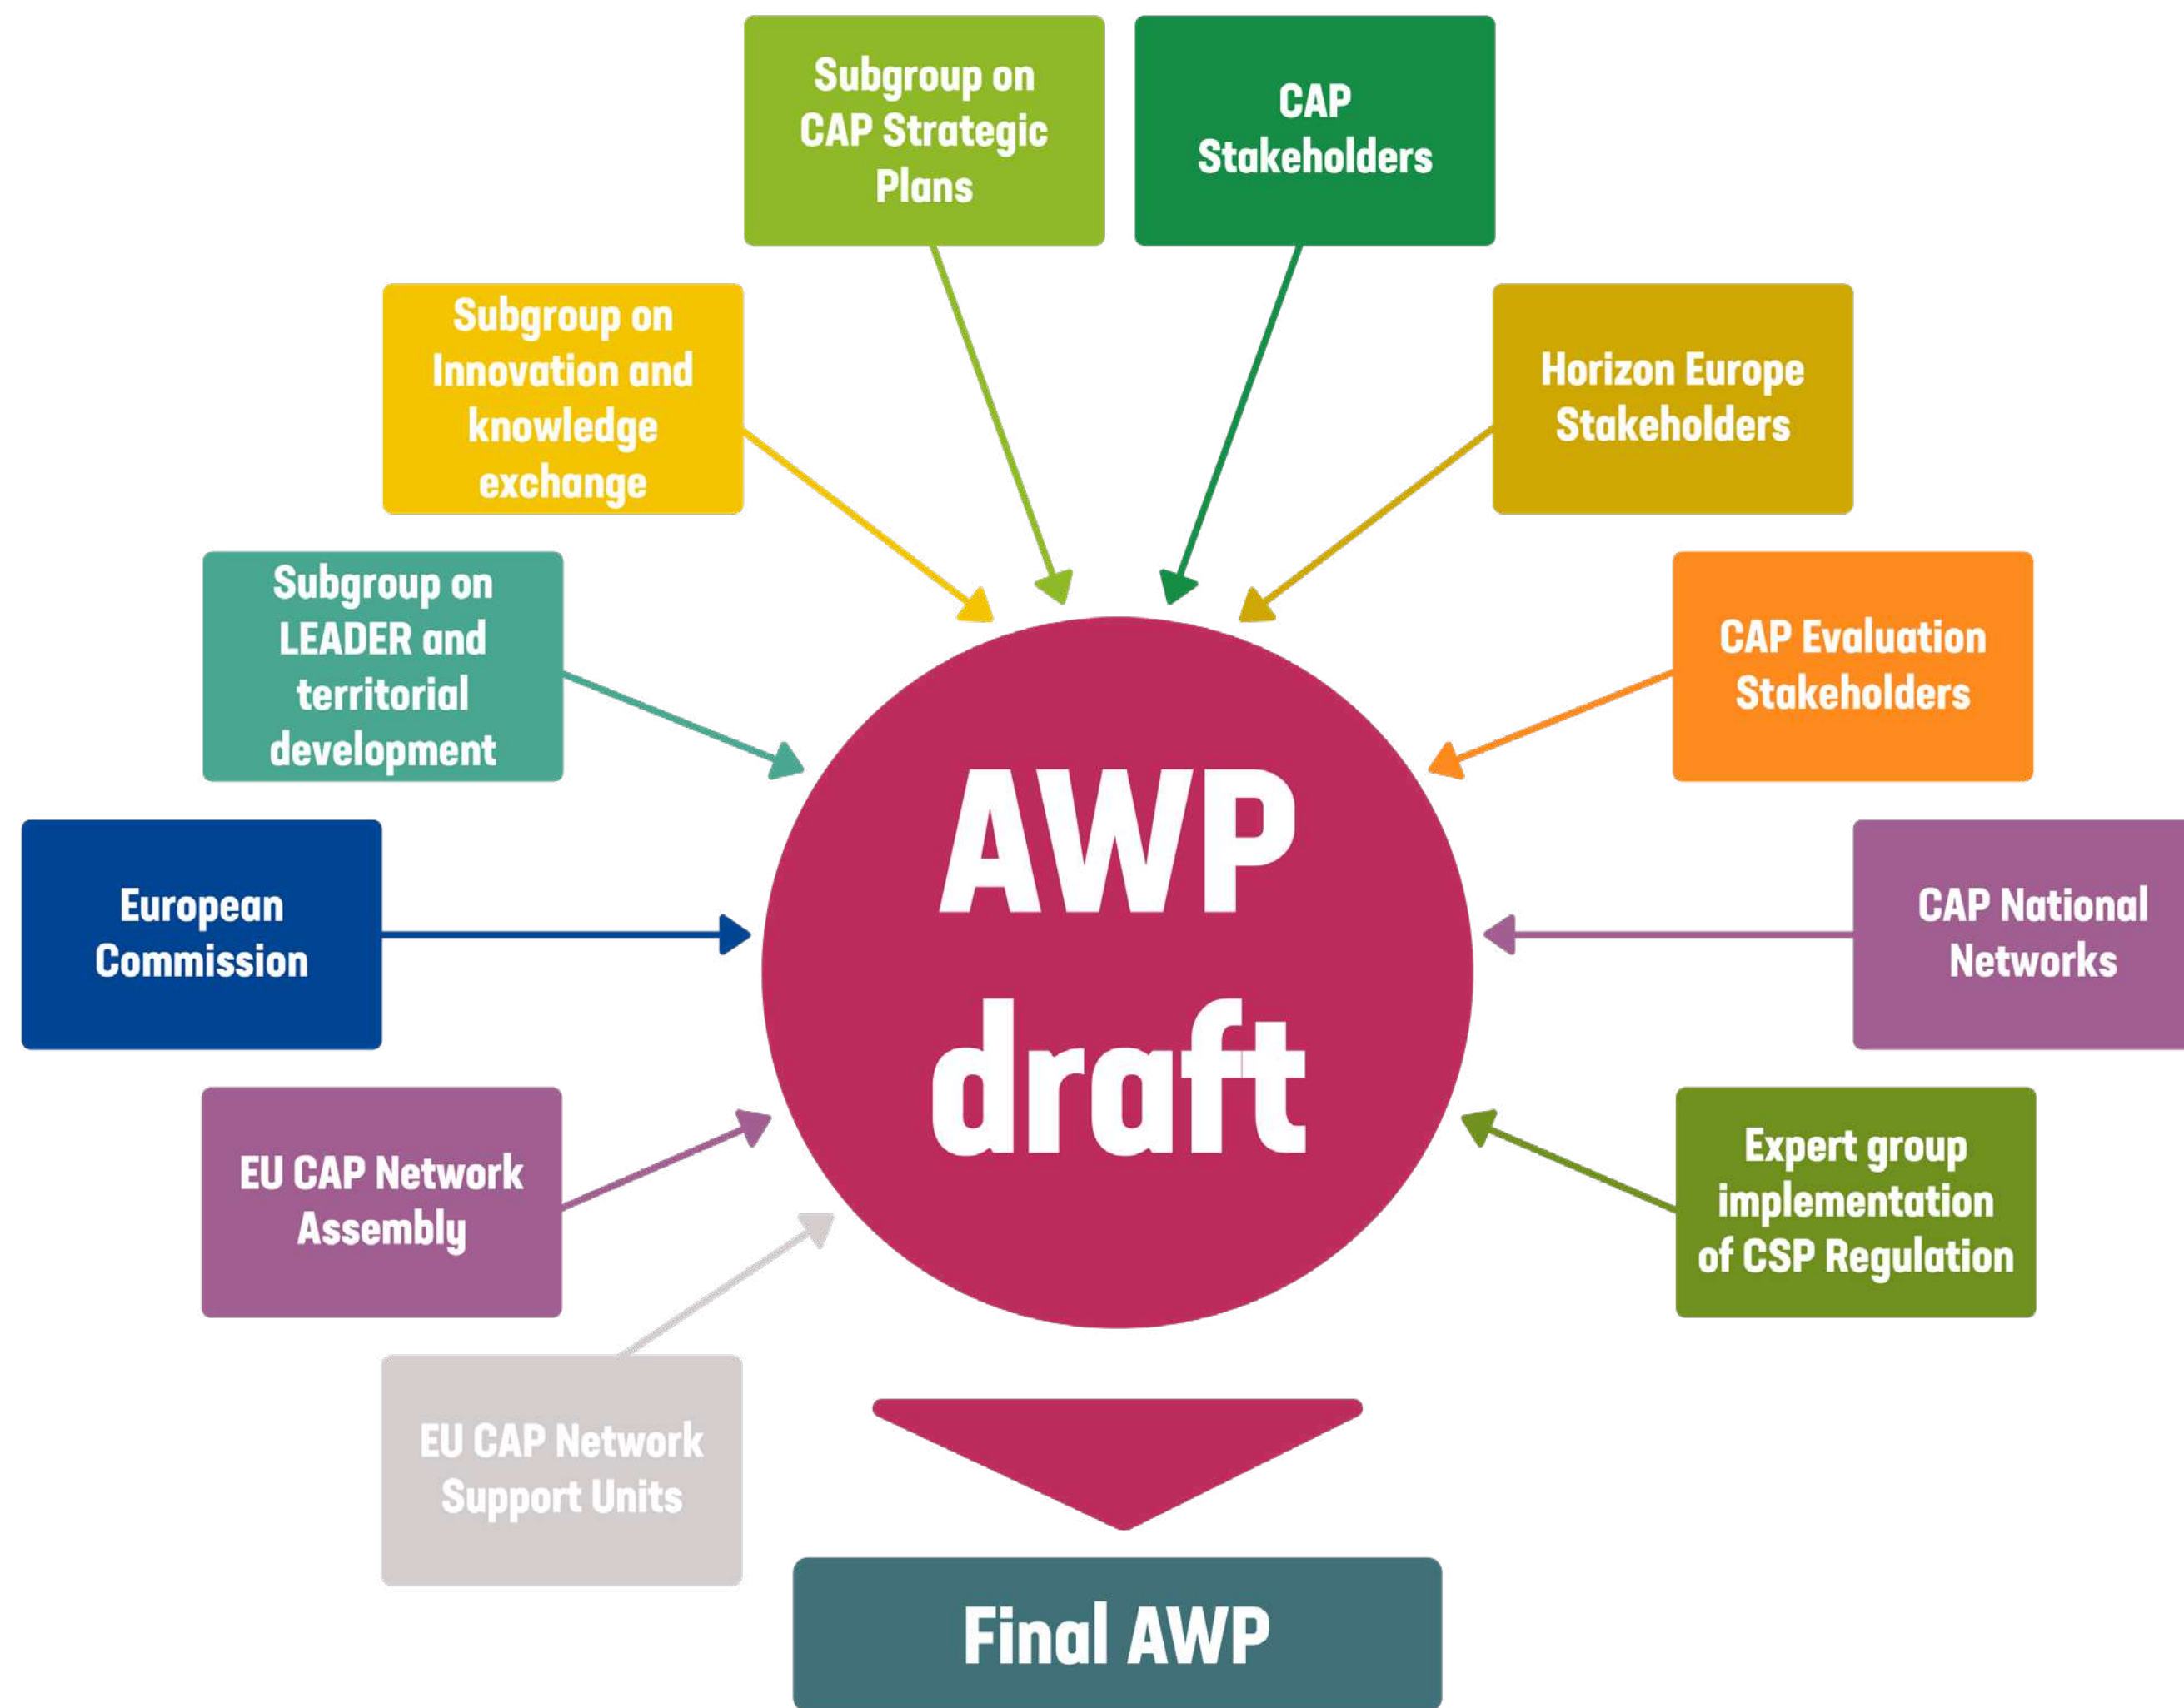 Subgroup on
CAP Strategic
Plans
CAP
Stakeholders
Subgroup on
Innovation and
knowledge
exchange
Horizon Europe
Stakeholders
Subgroup on
LEADER and
territorial
development
CAP Evaluation
Stakeholders
European
Commission
AWP
draft
CAP National
Networks
EU CAP Network
Assembly
Expert group
implementation
of CSP Regulation
EU CAP Network
Support Units
Final AWP